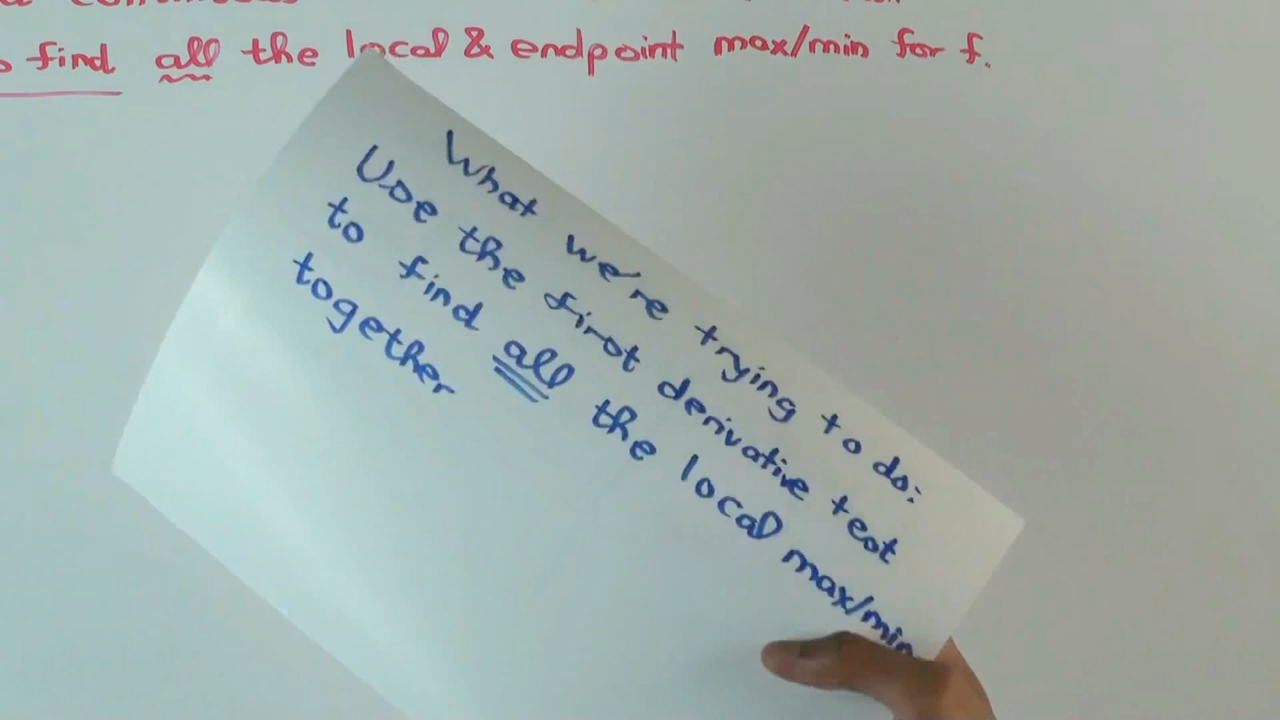 find all the local & endpoint max/min for f.
What we're trying to do:
Use the first derivative test
to find all the local max/min
together